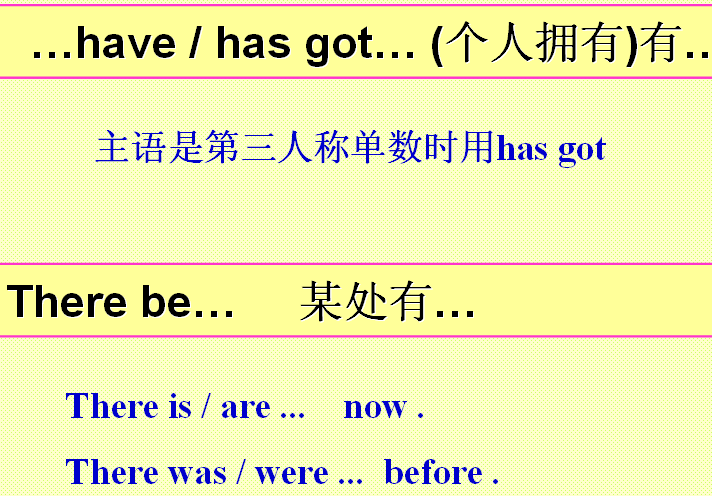 …have / has got… (个人拥有)有…
主语是第三人称单数时用has got
There be… 某处有…
There is / are ... now .
There was / were ... before .